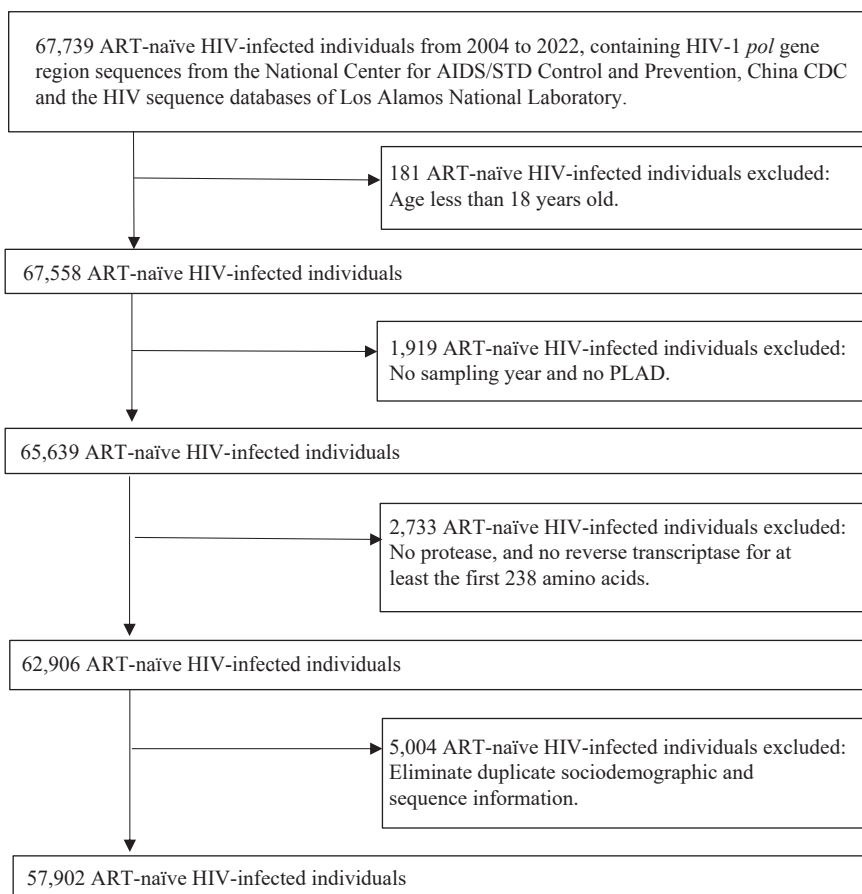 67,739 ART-naïve HIV-infected individuals from 2004 to 2022, containing HIV-1 pol gene
region sequences from the National Center for AIDS/STD Control and Prevention, China CDC
and the HIV sequence databases of Los Alamos National Laboratory.
181 ART-naïve HIV-infected individuals excluded:
Age less than 18 years old.
67,558 ART-naïve HIV-infected individuals
1,919 ART-naïve HIV-infected individuals excluded:
No sampling year and no PLAD.
65,639 ART-naïve HIV-infected individuals
2,733 ART-naïve HIV-infected individuals excluded:
No protease, and no reverse transcriptase for at
least the first 238 amino acids.
62,906 ART-naïve HIV-infected individuals
5,004 ART-naïve HIV-infected individuals excluded:
Eliminate duplicate sociodemographic and
sequence information.
57,902 ART-naïve HIV-infected individuals